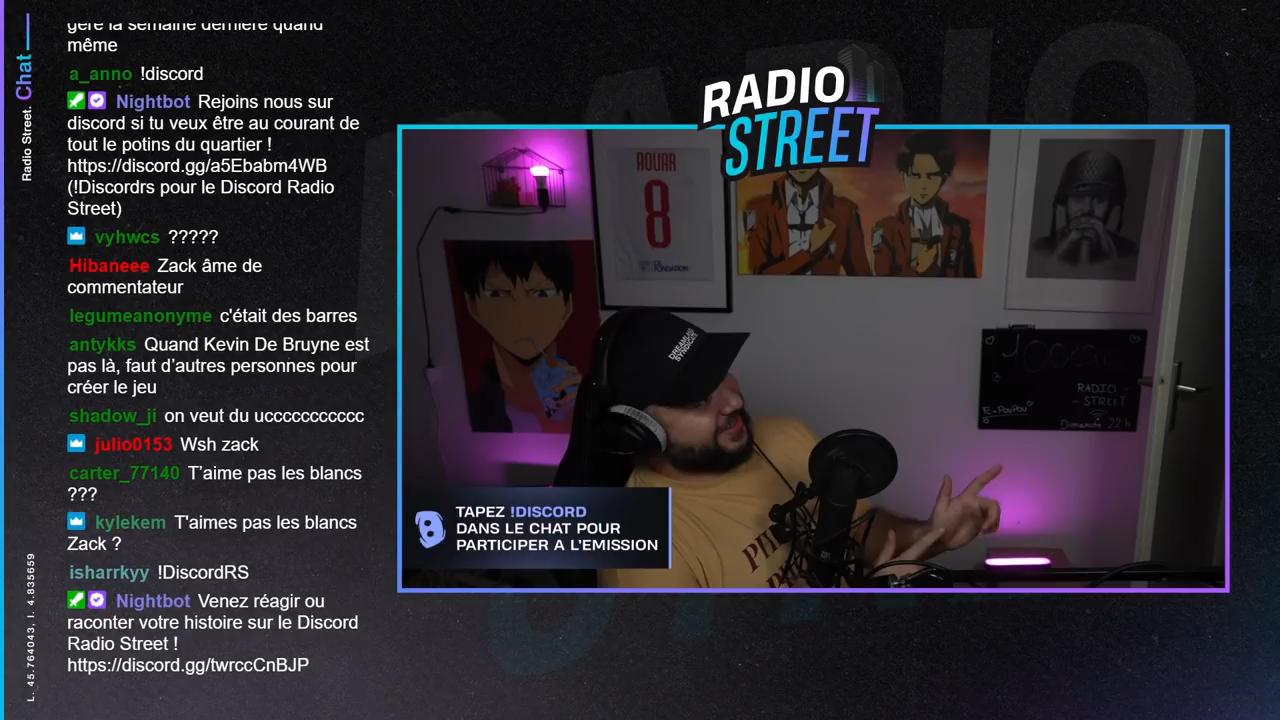 gère la semaine dernière quand
même
a_anno !discord
Nightbot Rejoins nous sur
discord si tu veux être au courant de
tout le potins du quartier !
https://discord.gg/a5Ebabm4WB
(!Discordrs pour le Discord Radio
Street)
vyhwcs ?????
Hibaneee Zack âme de
commentateur
legumeanonyme c'était des barres
antykks Quand Kevin De Bruyne est
pas là, faut d’autres personnes pour
créer le jeu
shadow_ji on veut du uccccccccccc
julio0153 Wsh zack
carter_77140 T’aime pas les blancs
???
kylekem T'aimes pas les blancs
Zack ?
isharrkyy !DiscordRS
Nightbot Venez réagir ou
raconter votre histoire sur le Discord
Radio Street !
https://discord.gg/twrccCnBJP
Radio Street. Chat
L. 45.764043, I. 4.835659
RADIO
STREET
AOUAR
8
OL
FONDATION
DREAMLAND
SYNDICATE
RADIO -
- STREET
Dimanche 22h
TAPEZ !DISCORD
DANS LE CHAT POUR
PARTICIPER A L'EMISSION